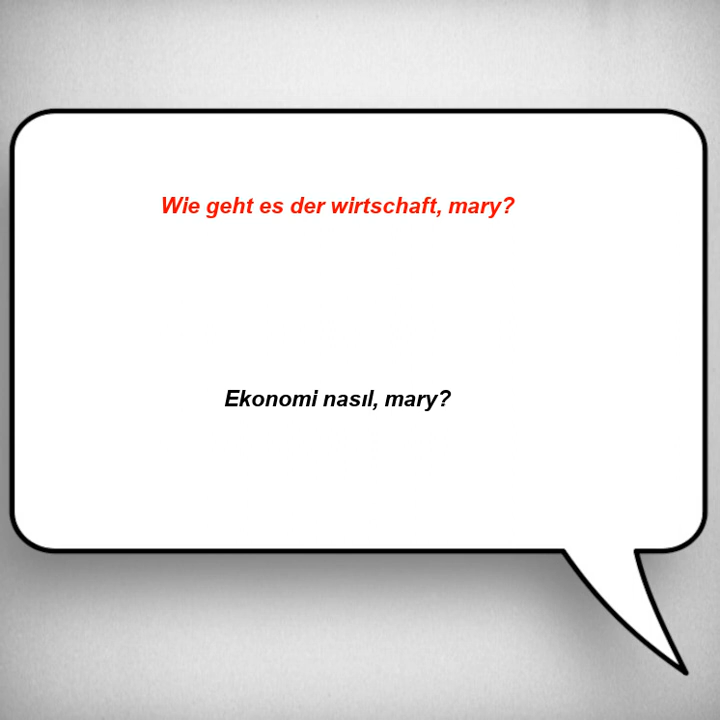 Wie geht es der wirtschaft, mary?
Ekonomi nasıl, mary?